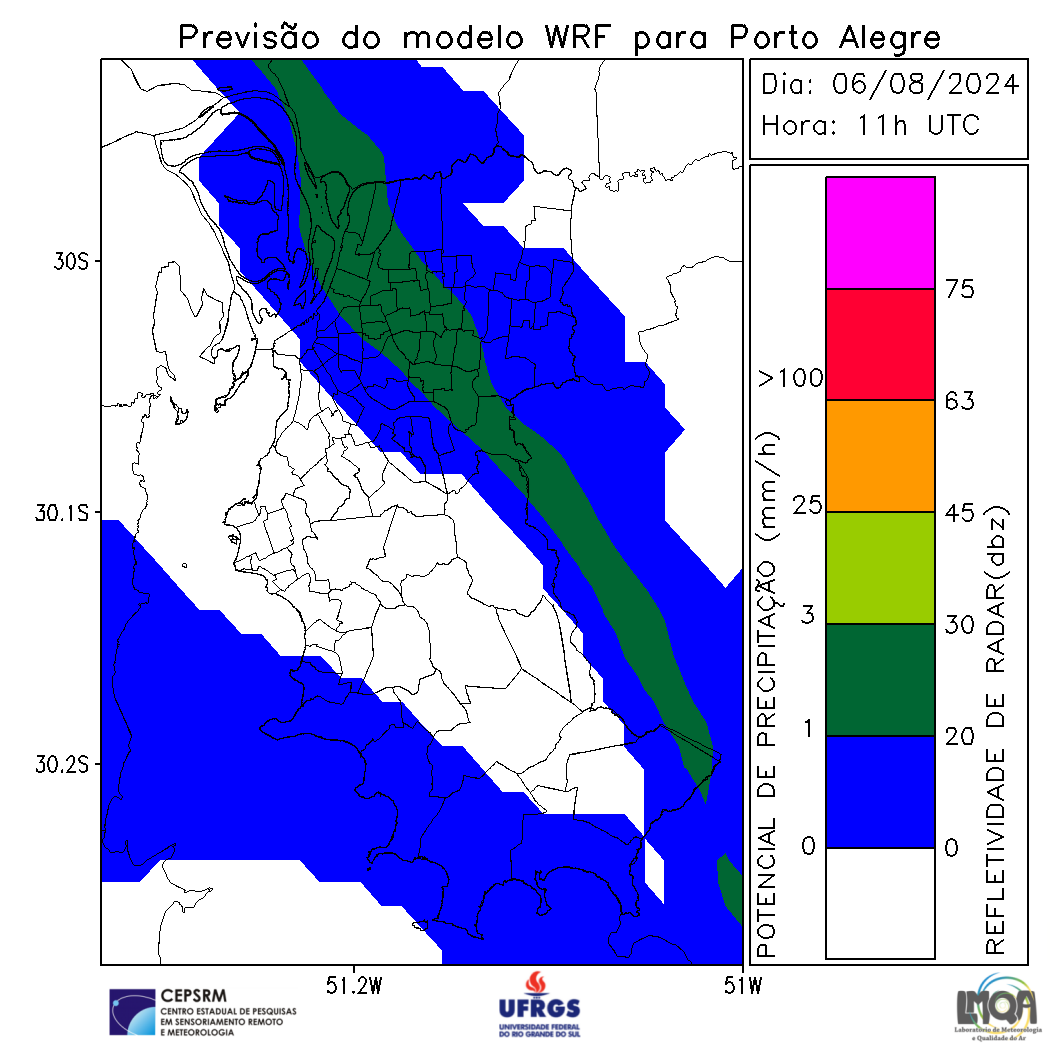 Previsão do modelo WRF para Porto Alegre
Dia: 06/08/2024
Hora: 11h UTC
30S
30.1S
30.2S
51.2W
51W
POTENCIAL DE PRECIPITAÇÃO (mm/h)
>100
25
3
1
0
75
63
45
30
20
0
REFLETIVIDADE DE RADAR(dbz)
CEPSRM
CENTRO ESTADUAL DE PESQUISAS
EM SENSORIAMENTO REMOTO
E METEOROLOGIA
UFRGS
UNIVERSIDADE FEDERAL
DO RIO GRANDE DO SUL
LMQA
Laboratório de Meteorologia
e Qualidade do Ar